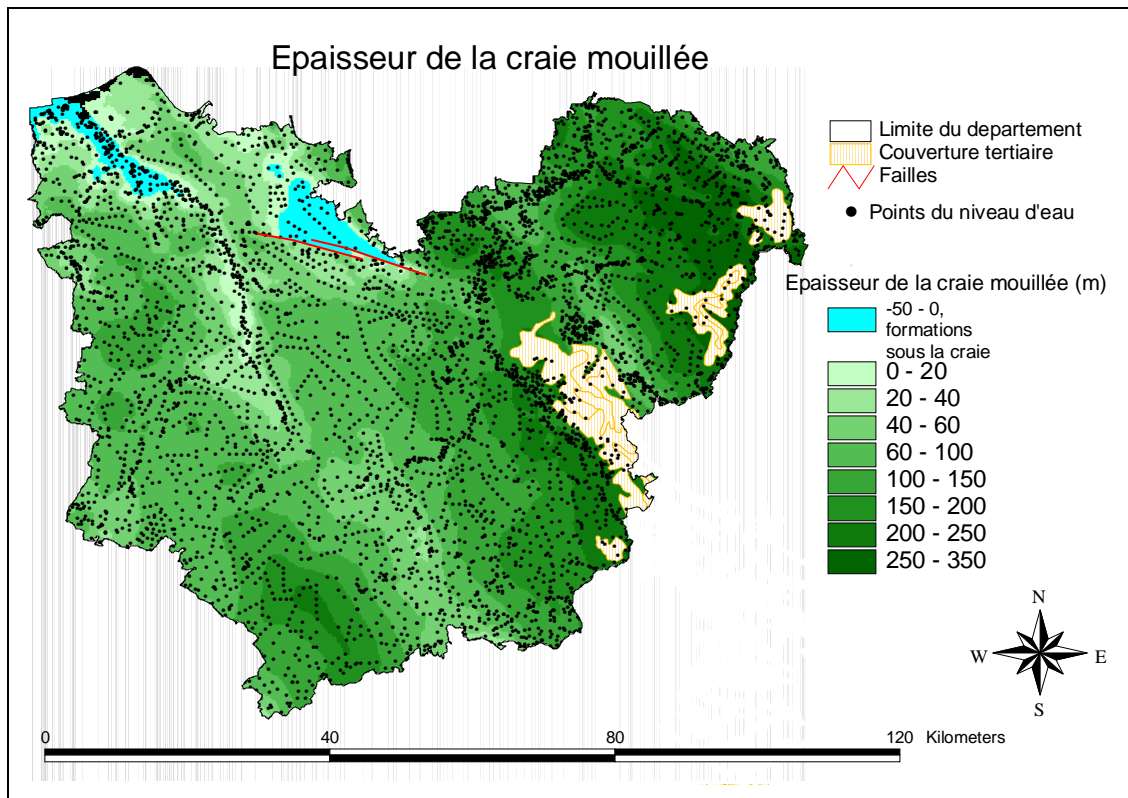 Epaisseur de la craie mouillée
Limite du departement
Couverture tertiaire
Failles
Points du niveau d'eau
Epaisseur de la craie mouillée (m)
-50 - 0,
formations
sous la craie
0 - 20
20 - 40
40 - 60
60 - 100
100 - 150
150 - 200
200 - 250
250 - 350
N
W E
S
0 40 80 120 Kilometers